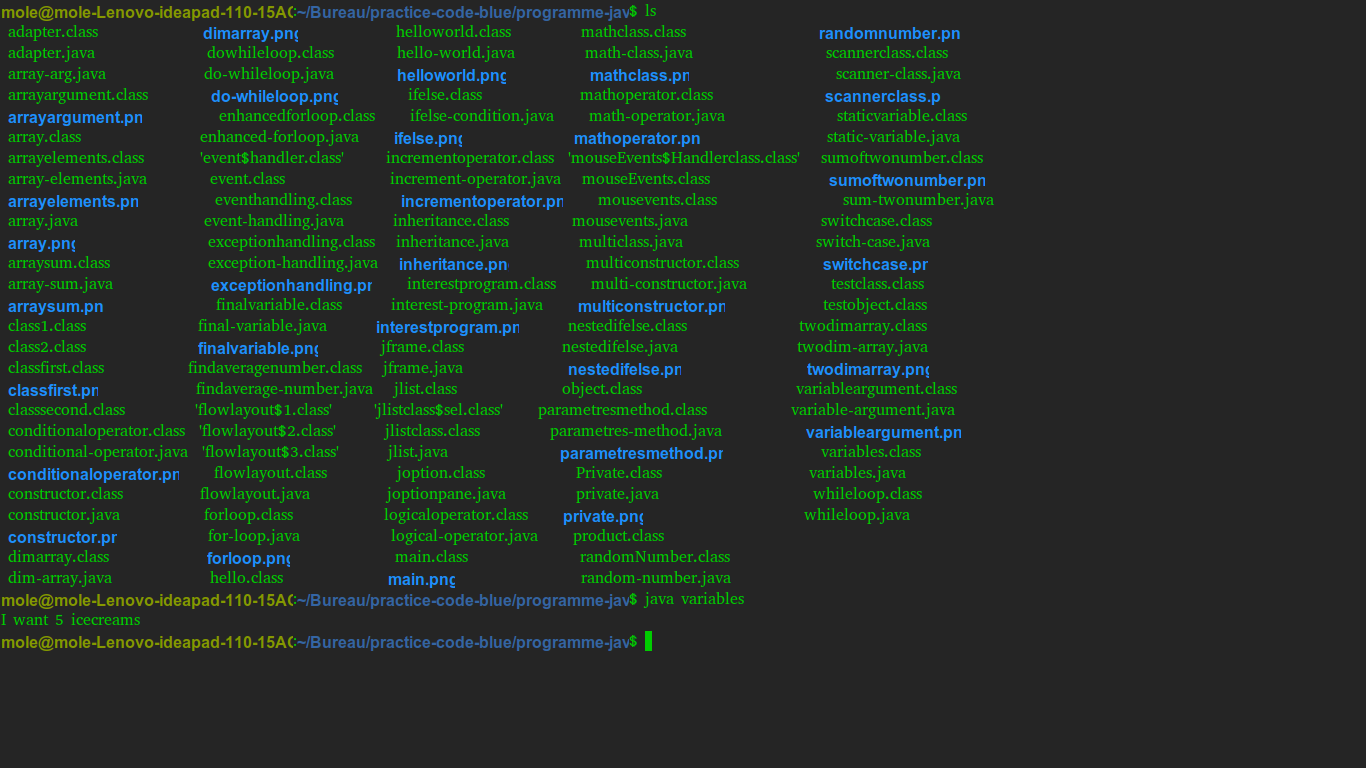 mole@mole-Lenovo-ideapad-110-15AC:~/Bureau/practice-code-blue/programme-jav$ ls
adapter.class dimarray.png helloworld.class mathclass.class randomnumber.pn
adapter.java dowhileloop.class hello-world.java math-class.java scannerclass.class
array-arg.java do-whileloop.java helloworld.png mathclass.pn scanner-class.java
arrayargument.class do-whileloop.png ifelse.class mathoperator.class scannerclass.p
arrayargument.pn enhancedforloop.class ifelse-condition.java math-operator.java staticvariable.class
array.class enhanced-forloop.java ifelse.png mathoperator.pn static-variable.java
arrayelements.class 'event$handler.class' incrementoperator.class 'mouseEvents$Handlerclass.class' sumoftwonumber.class
array-elements.java event.class increment-operator.java mouseEvents.class sumoftwonumber.pn
arrayelements.pn eventhandling.class incrementoperator.pn mousevents.class sum-twonumber.java
array.java event-handling.java inheritance.class mousevents.java switchcase.class
array.png exceptionhandling.class inheritance.java multiclass.java switch-case.java
arraysum.class exception-handling.java inheritance.pn multiconstructor.class switchcase.pr
array-sum.java exceptionhandling.pr interestprogram.class multi-constructor.java testclass.class
arraysum.pn finalvariable.class interest-program.java multiconstructor.pn testobject.class
class1.class final-variable.java interestprogram.pn nestedifelse.class twodimarray.class
class2.class finalvariable.png jframe.class nestedifelse.java twodim-array.java
classfirst.class findaveragenumber.class jframe.java nestedifelse.pn twodimarray.png
classfirst.pn findaverage-number.java jlist.class object.class variableargument.class
classsecond.class 'flowlayout$1.class' 'jlistclass$sel.class' parametresmethod.class variable-argument.java
conditionaloperator.class 'flowlayout$2.class' jlistclass.class parametres-method.java variableargument.pn
conditional-operator.java 'flowlayout$3.class' jlist.java parametresmethod.pr variables.class
conditionaloperator.pn flowlayout.class joption.class Private.class variables.java
constructor.class flowlayout.java joptionpane.java private.java whileloop.class
constructor.java forloop.class logicaloperator.class private.png whileloop.java
constructor.pr for-loop.java logical-operator.java product.class
dimarray.class forloop.png main.class randomNumber.class
dim-array.java hello.class main.png random-number.java
mole@mole-Lenovo-ideapad-110-15AC:~/Bureau/practice-code-blue/programme-jav$ java variables
I want 5 icecreams
mole@mole-Lenovo-ideapad-110-15AC:~/Bureau/practice-code-blue/programme-jav$